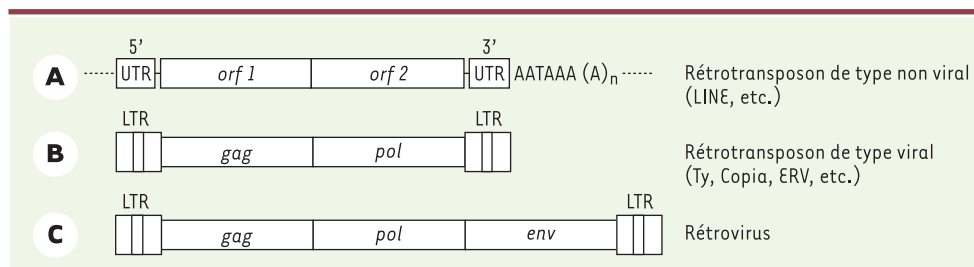 5’ 3’
A UTR orf 1 orf 2 UTR AATAAA (A)n Rétrotransposon de type non viral
(LINE, etc.)
LTR LTR
B gag pol Rétrotransposon de type viral
(Ty, Copia, ERV, etc.)
LTR LTR
C gag pol env Rétrovirus